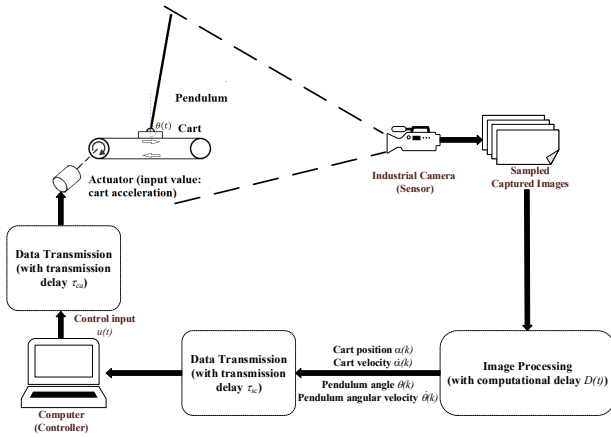 Pendulum
θ(t)
Cart
Actuator (input value:
cart acceleration)
Industrial Camera
(Sensor)
Sampled
Captured Images
Data Transmission
(with transmission
delay τca)
Control input
u(t)
Computer
(Controller)
Data Transmission
(with transmission
delay τsc)
Cart position α(k)
Cart velocity α̇(k)
Pendulum angle θ(k)
Pendulum angular velocity θ̇(k)
Image Processing
(with computational delay D(t))